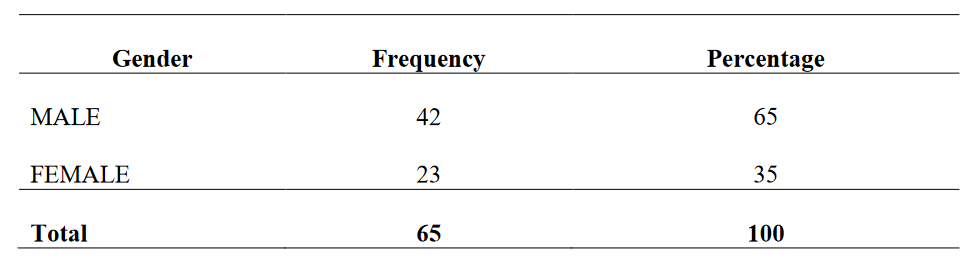 Gender Frequency Percentage
MALE 42 65
FEMALE 23 35
Total 65 100